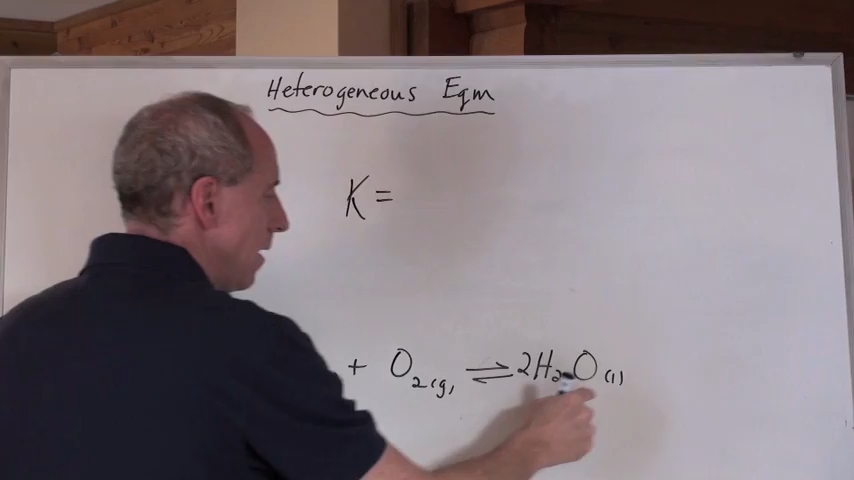 Heterogeneous Eqm
K =
+ O₂(g) ⇌ 2H₂O(l)